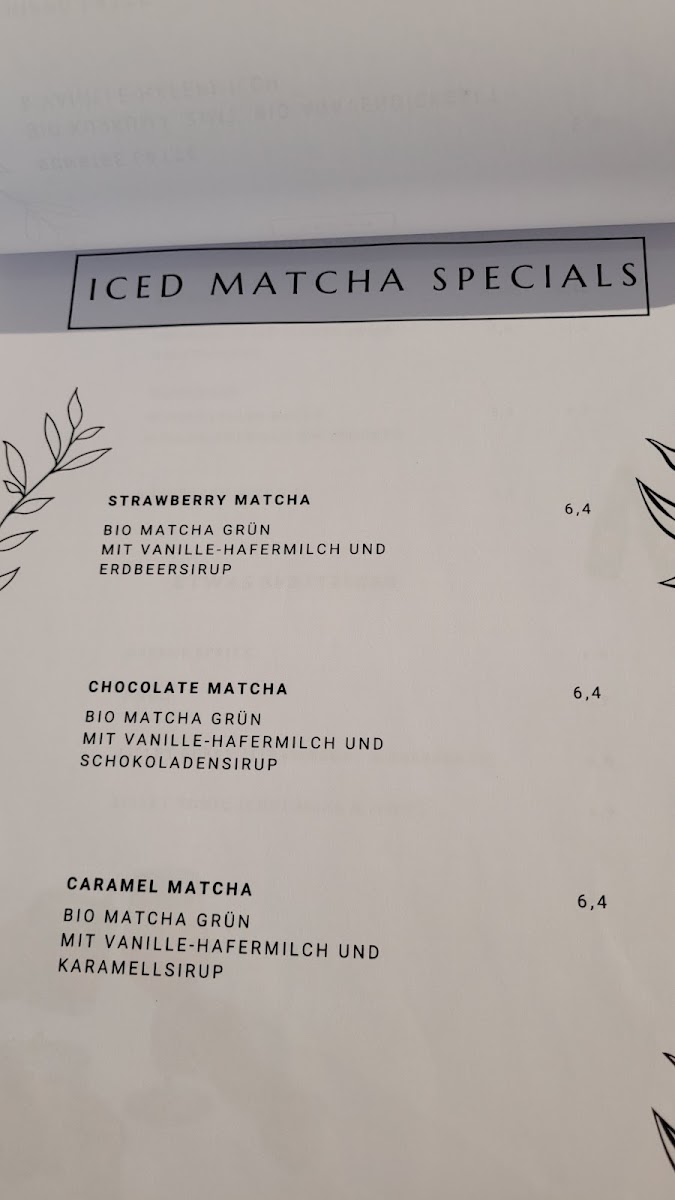 ICED MATCHA SPECIALS
STRAWBERRY MATCHA 6,4
BIO MATCHA GRÜN
MIT VANILLE-HAFERMILCH UND
ERDBEERSIRUP
CHOCOLATE MATCHA 6,4
BIO MATCHA GRÜN
MIT VANILLE-HAFERMILCH UND
SCHOKOLADENSIRUP
CARAMEL MATCHA 6,4
BIO MATCHA GRÜN
MIT VANILLE-HAFERMILCH UND
KARAMELLSIRUP